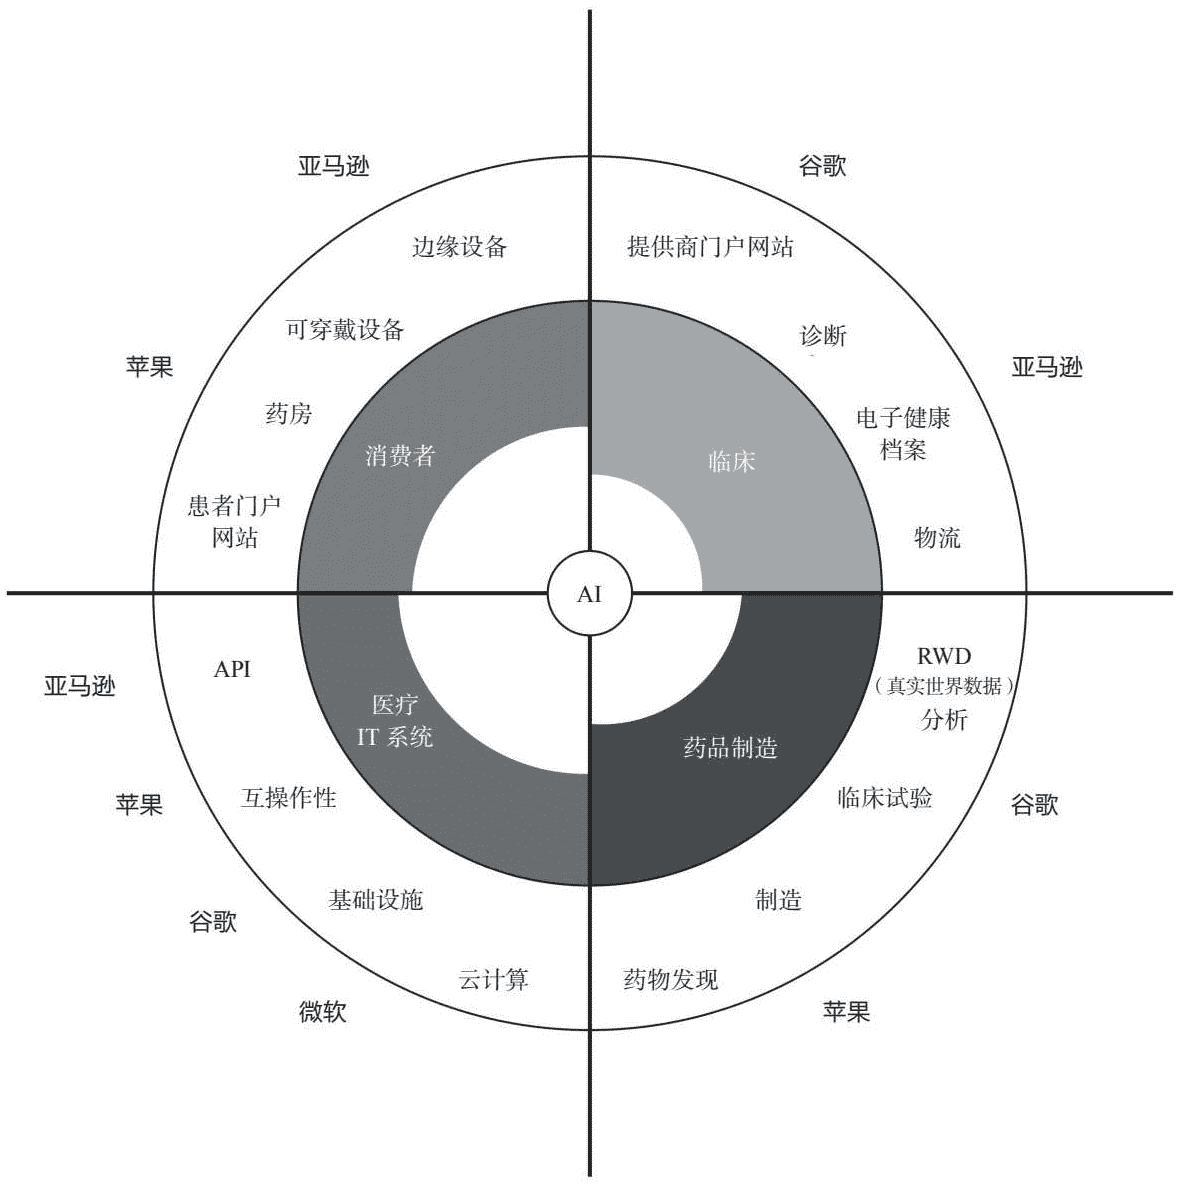 亚马逊
谷歌
边缘设备
提供商门户网站
可穿戴设备
诊断
苹果
亚马逊
药房
电子健康
档案
消费者
临床
患者门户
网站
物流
AI
API
RWD
（真实世界数据）
分析
亚马逊
医疗
IT 系统
药品制造
互操作性
临床试验
苹果
谷歌
基础设施
制造
谷歌
云计算
药物发现
微软
苹果